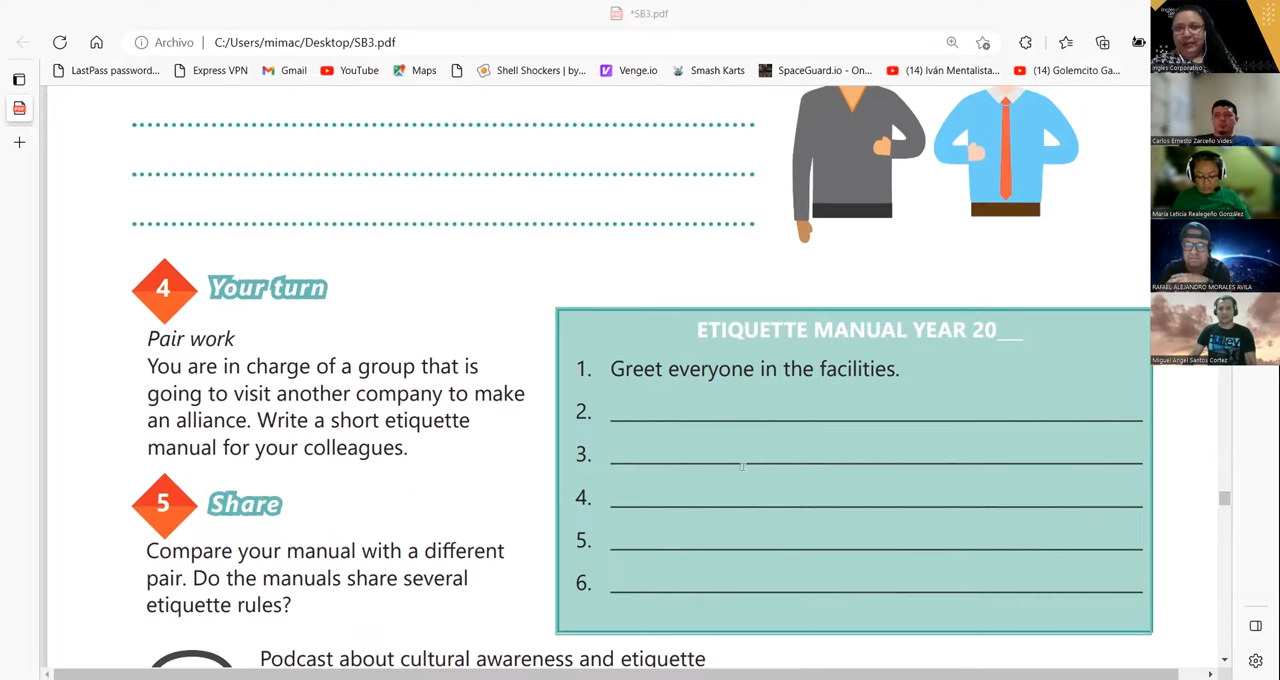 *SB3.pdf
Archivo
C:/Users/mimac/Desktop/SB3.pdf
LastPass password...
Express VPN
Gmail
YouTube
Maps
Shell Shockers | by...
Venge.io
Smash Karts
SpaceGuard.io - On...
(14) Iván Mentalista...
(14) Golemcito Ga...
4
Your turn
Pair work
You are in charge of a group that is
going to visit another company to make
an alliance. Write a short etiquette
manual for your colleagues.
5
Share
Compare your manual with a different
pair. Do the manuals share several
etiquette rules?
ETIQUETTE MANUAL YEAR 20__
1. Greet everyone in the facilities.
2.
3.
4.
5.
6.
Podcast about cultural awareness and etiquette
Ingles Corporativo
Carlos Ernesto Zarceño Vides
María Leticia Realegeño González
RAFAEL ALEJANDRO MORALES AVILA
Miguel Angel Santos Cortez